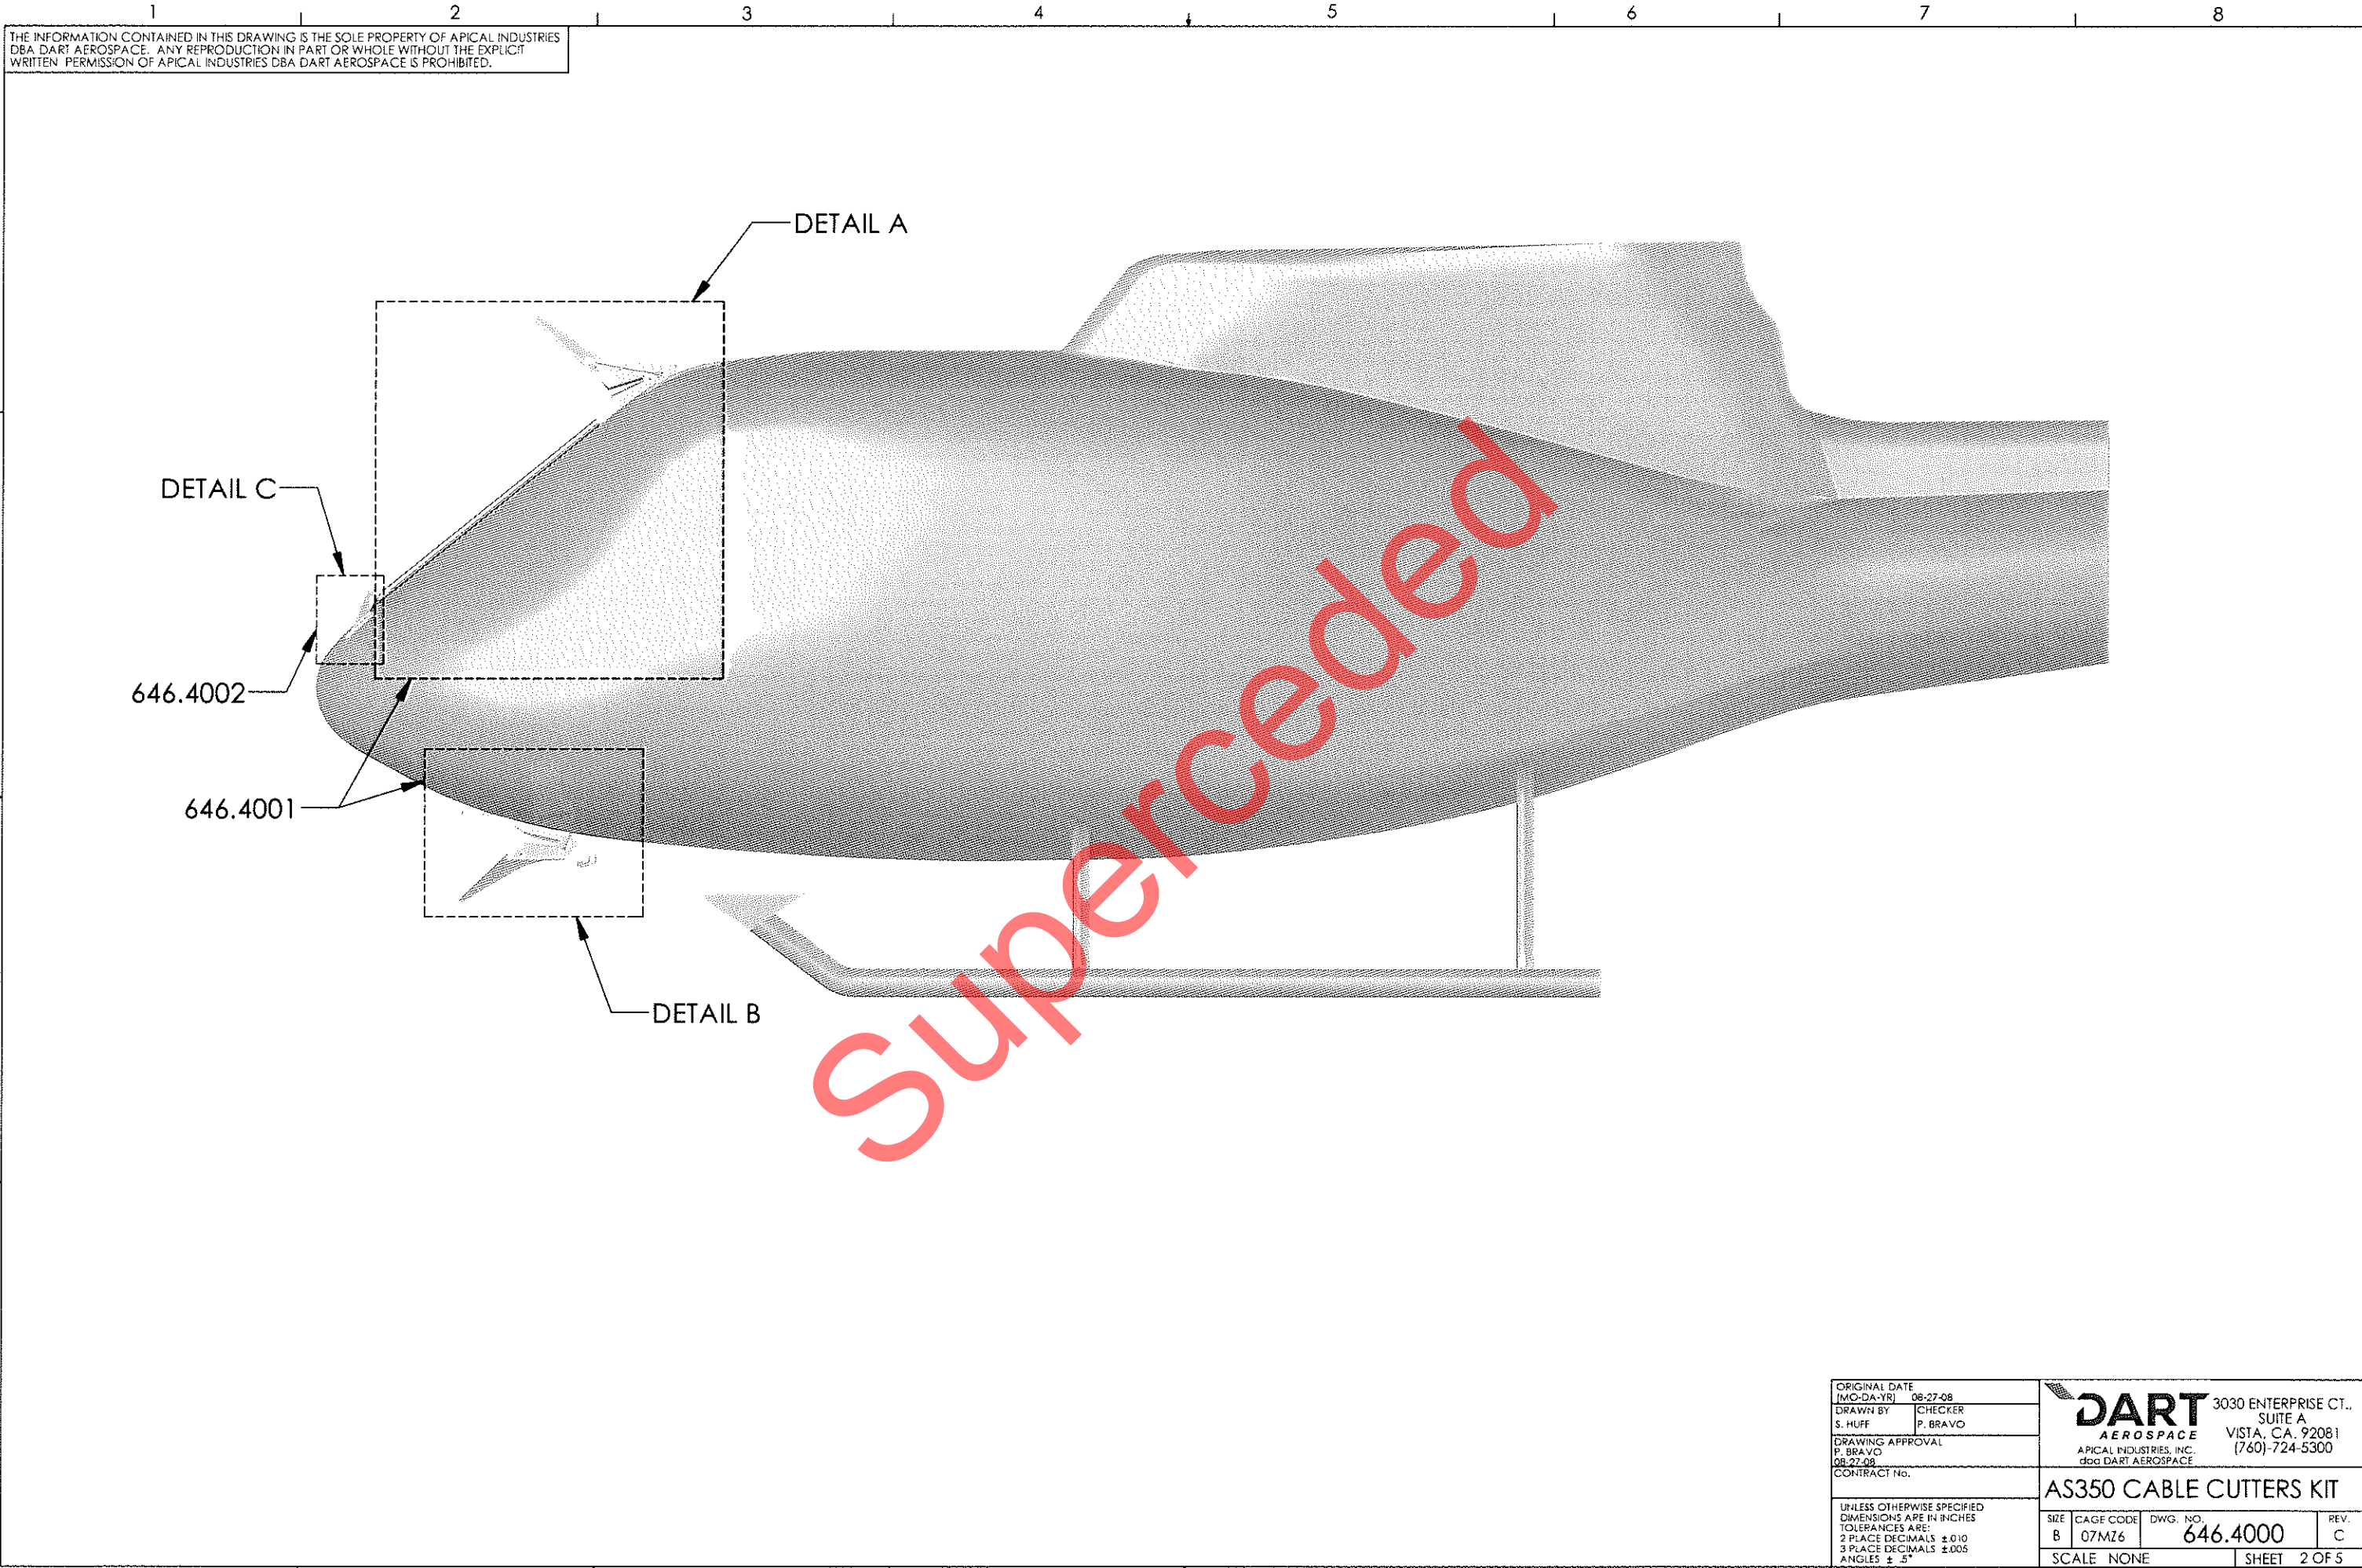 1 2 3 4 5 6 7 8
THE INFORMATION CONTAINED IN THIS DRAWING IS THE SOLE PROPERTY OF APICAL INDUSTRIES
DBA DART AEROSPACE. ANY REPRODUCTION IN PART OR WHOLE WITHOUT THE EXPLICIT
WRITTEN PERMISSION OF APICAL INDUSTRIES DBA DART AEROSPACE IS PROHIBITED.
DETAIL A
DETAIL C
646.4002
646.4001
DETAIL B
Superceded
ORIGINAL DATE
(MO-DA-YR) 08-27-08
DRAWN BY
S. HUFF
CHECKER
P. BRAVO
DRAWING APPROVAL
P. BRAVO
08-27-08
CONTRACT No.
UNLESS OTHERWISE SPECIFIED
DIMENSIONS ARE IN INCHES
TOLERANCES ARE:
2 PLACE DECIMALS ±.010
3 PLACE DECIMALS ±.005
ANGLES ± .5°
DART
AEROSPACE
APICAL INDUSTRIES, INC.
dba DART AEROSPACE
3030 ENTERPRISE CT.,
SUITE A
VISTA, CA. 92081
(760)-724-5300
AS350 CABLE CUTTERS KIT
SIZE
B
CAGE CODE
07MZ6
DWG. NO.
646.4000
REV.
C
SCALE NONE
SHEET 2 OF 5